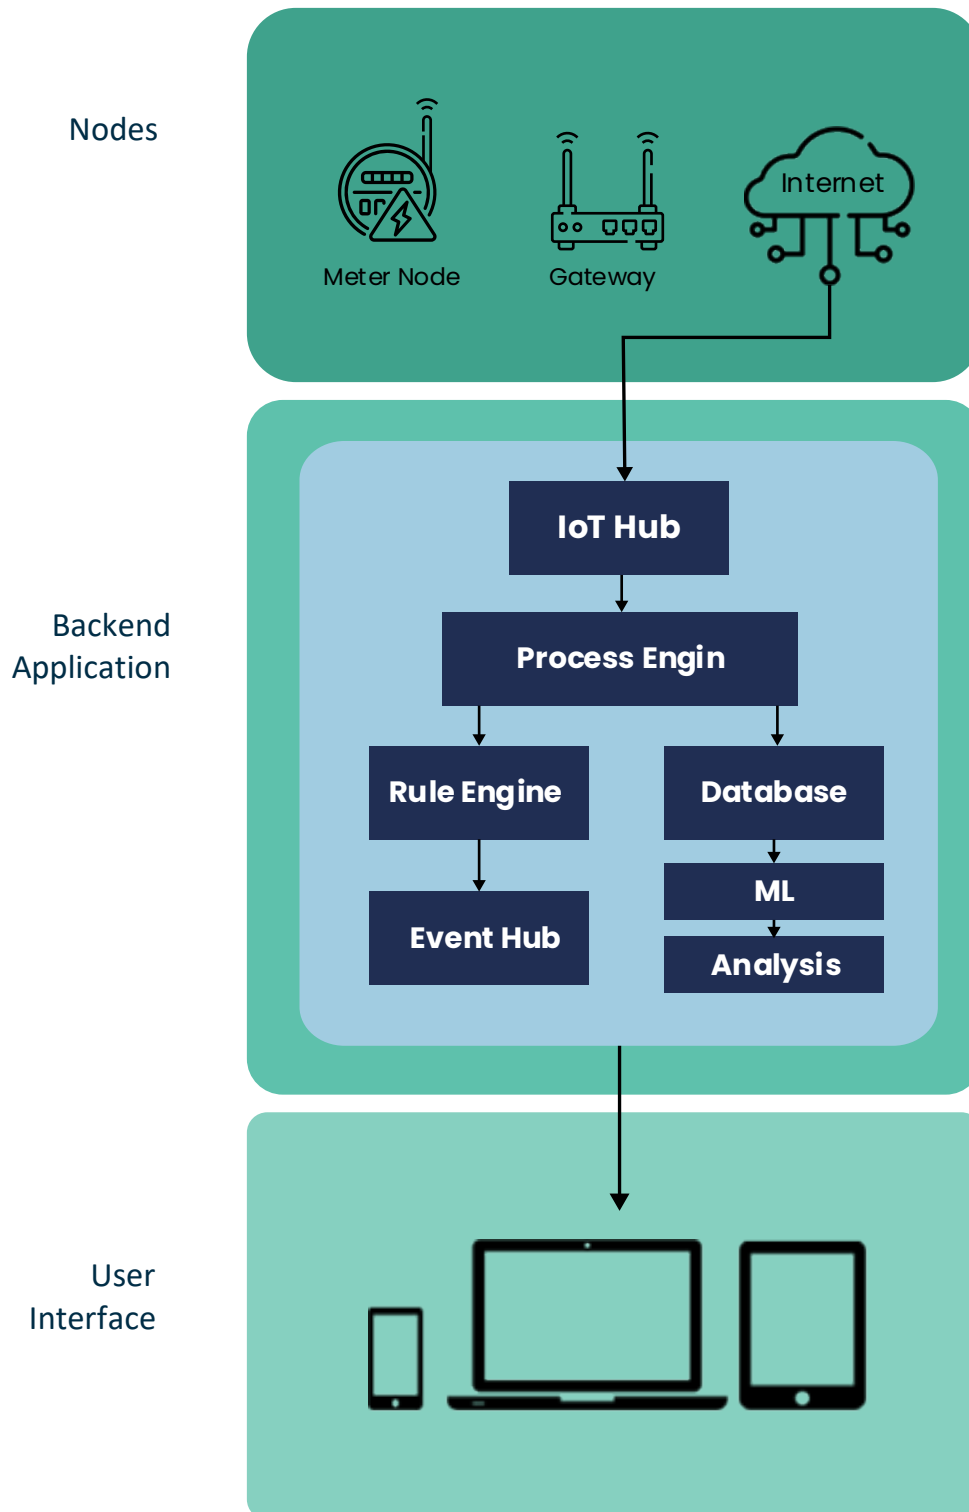 Nodes
Internet
Meter Node
Gateway
IoT Hub
Backend
Application
Process Engin
Rule Engine
Database
ML
Event Hub
Analysis
User
Interface